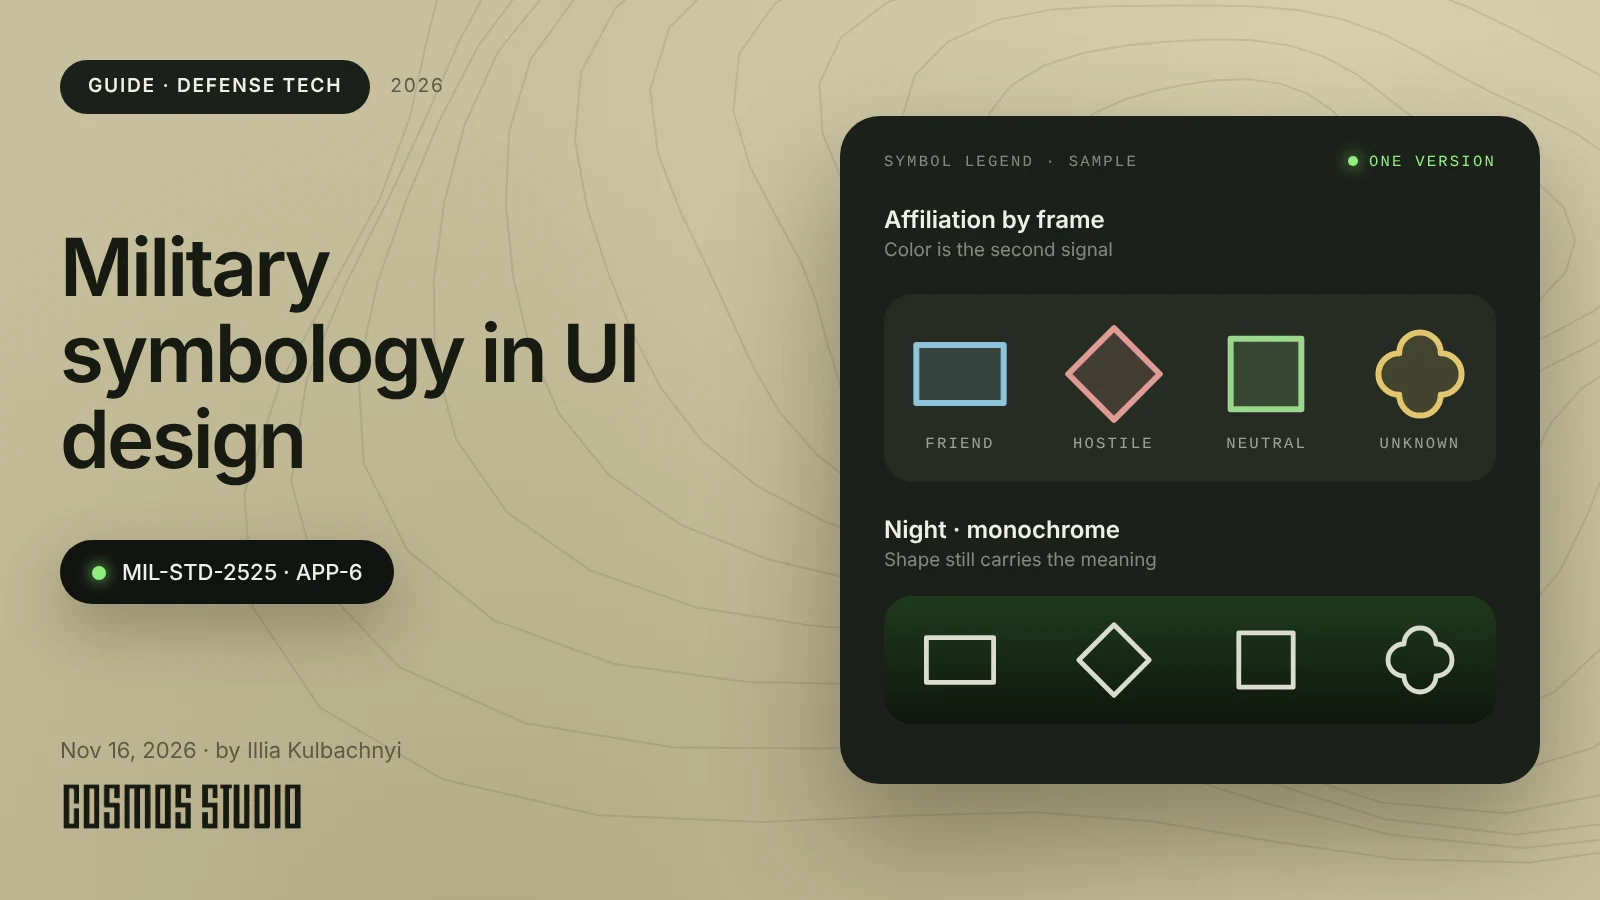 GUIDE · DEFENSE TECH
2026
Military
symbology in UI
design
MIL-STD-2525 · APP-6
Nov 16, 2026 · by Illia Kulbachnyi
COSMOS STUDIO
SYMBOL LEGEND · SAMPLE
ONE VERSION
Affiliation by frame
Color is the second signal
FRIEND
HOSTILE
NEUTRAL
UNKNOWN
Night · monochrome
Shape still carries the meaning